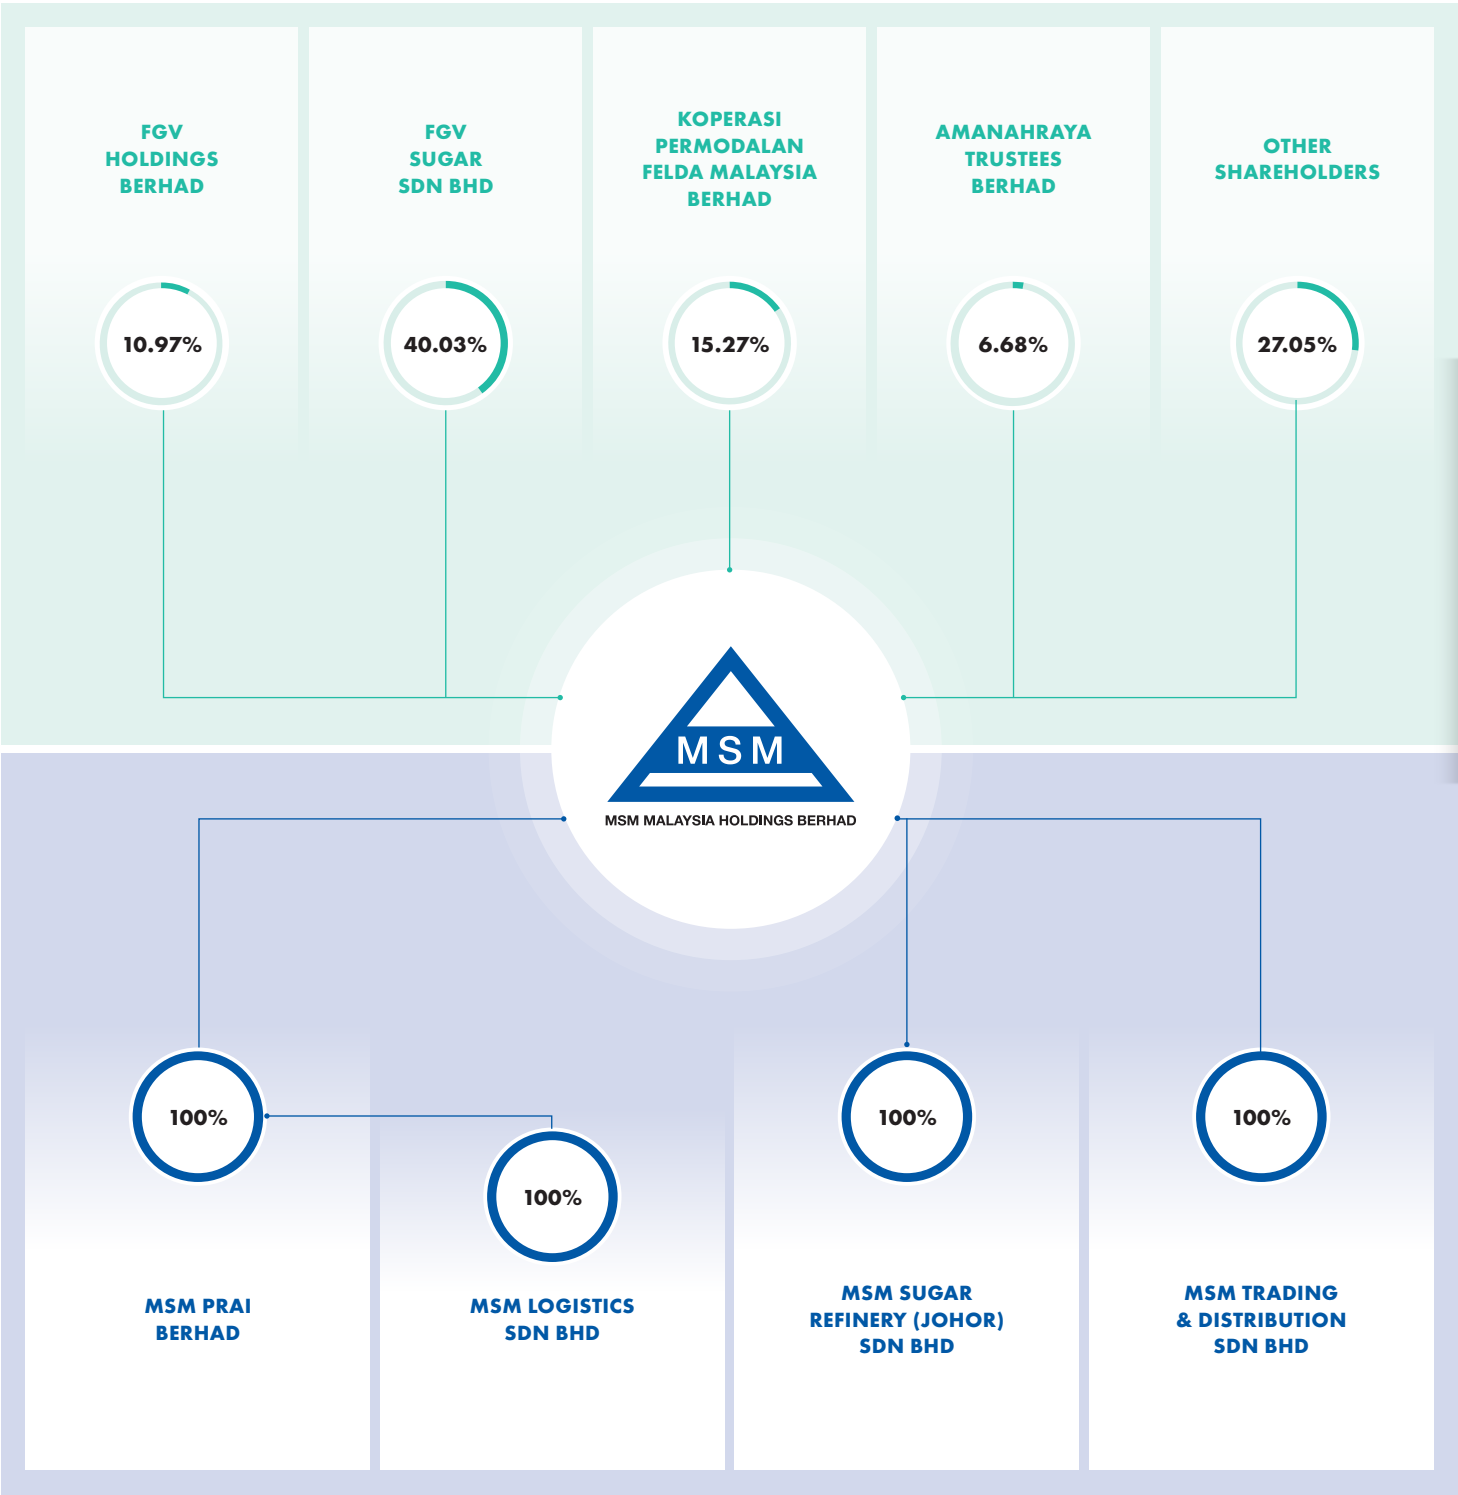 FGV
HOLDINGS
BERHAD
10.97%
FGV
SUGAR
SDN BHD
40.03%
KOPERASI
PERMODALAN
FELDA MALAYSIA
BERHAD
15.27%
AMANAHRAYA
TRUSTEES
BERHAD
6.68%
OTHER
SHAREHOLDERS
27.05%
MSM
MSM MALAYSIA HOLDINGS BERHAD
100%
MSM PRAI
BERHAD
100%
MSM LOGISTICS
SDN BHD
100%
MSM SUGAR
REFINERY (JOHOR)
SDN BHD
100%
MSM TRADING
& DISTRIBUTION
SDN BHD